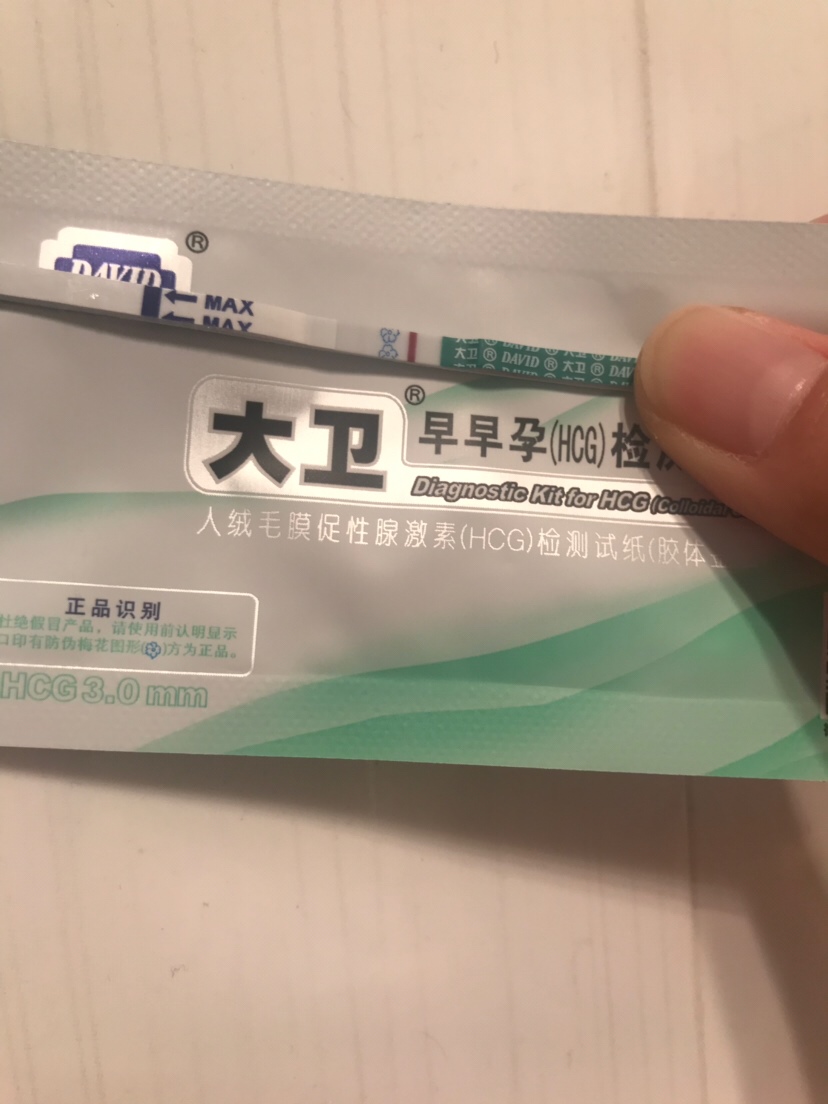 DAVID ®
MAX
MAX
大卫 ® DAVID ® 大卫 ® DAVID
大卫®
早早孕(HCG)检
Diagnostic Kit for HCG (Colloidal
人绒毛膜促性腺激素(HCG)检测试纸(胶体
正品识别
杜绝假冒产品，请使用前认明显示
口印有防伪梅花图形( )方为正品。
HCG 3.0 mm